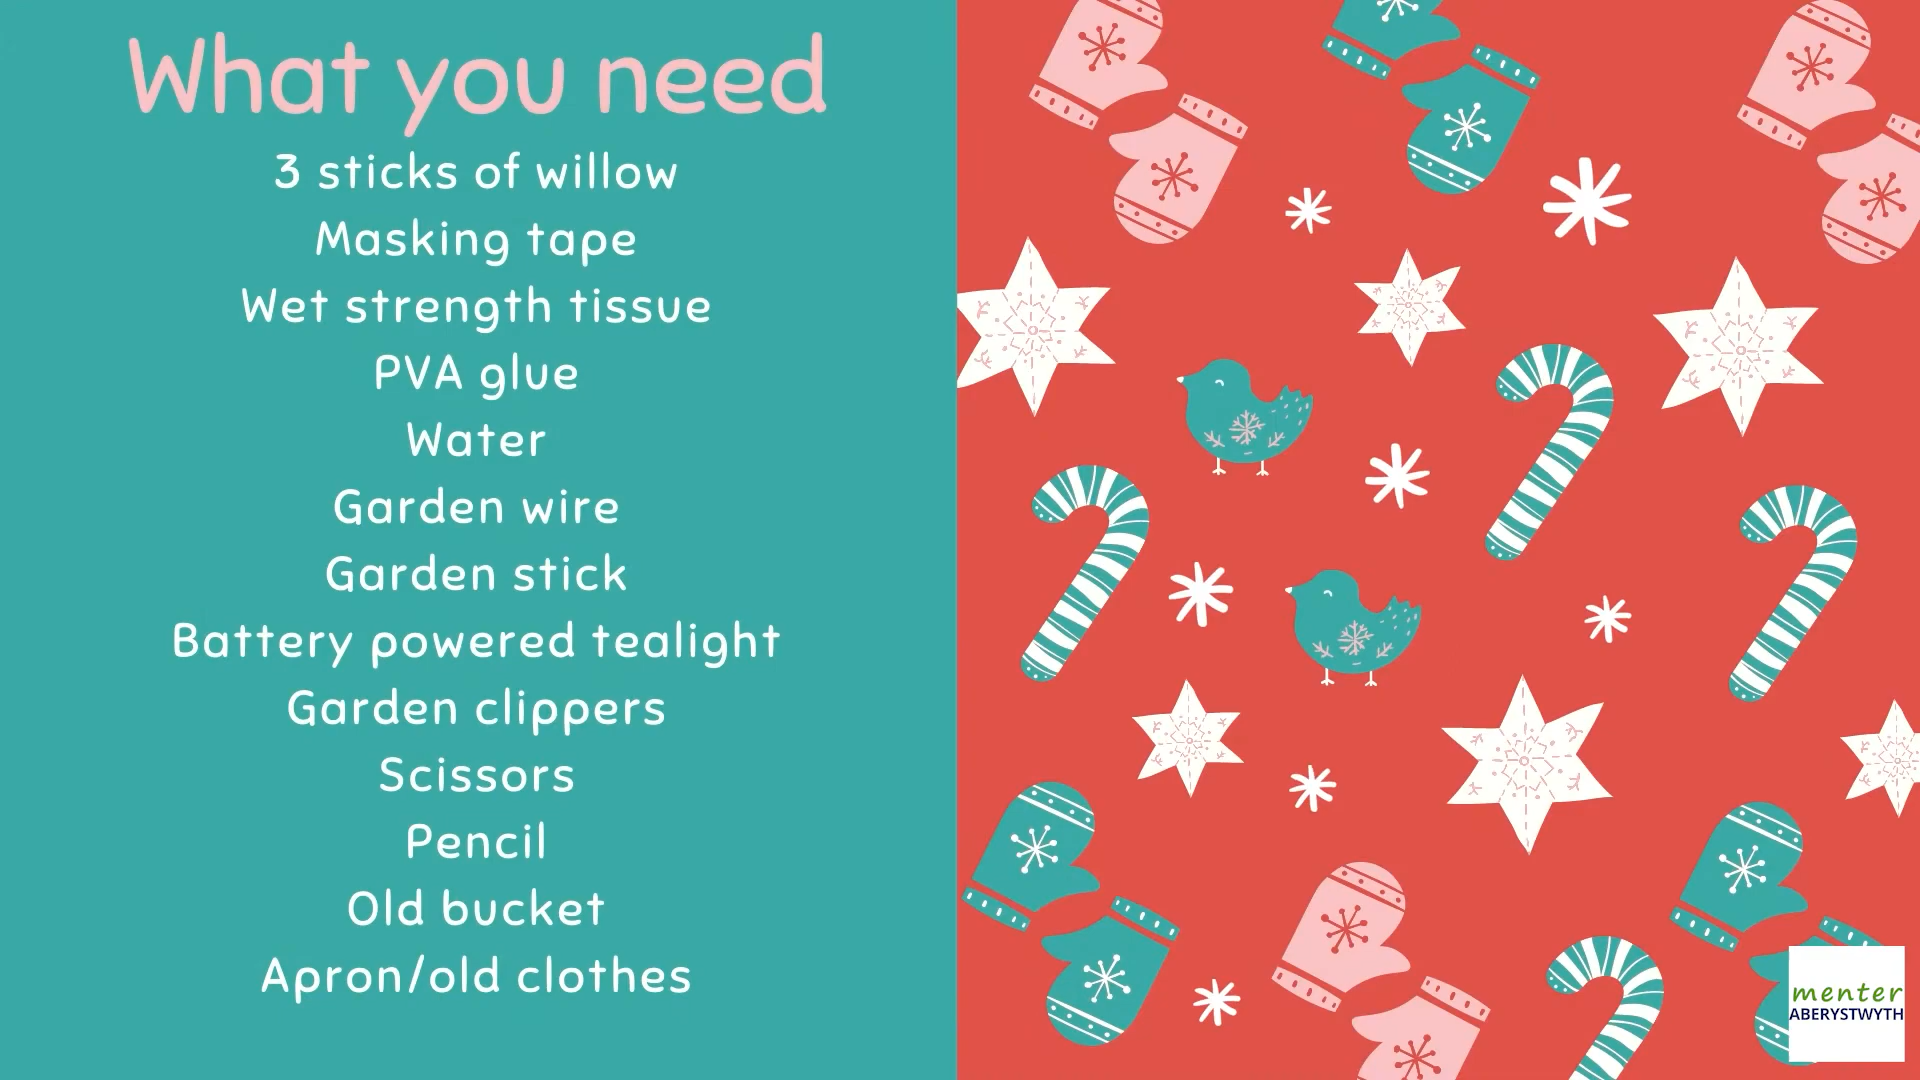 What you need
3 sticks of willow
Masking tape
Wet strength tissue
PVA glue
Water
Garden wire
Garden stick
Battery powered tealight
Garden clippers
Scissors
Pencil
Old bucket
Apron/old clothes
menter
ABERYSTWYTH